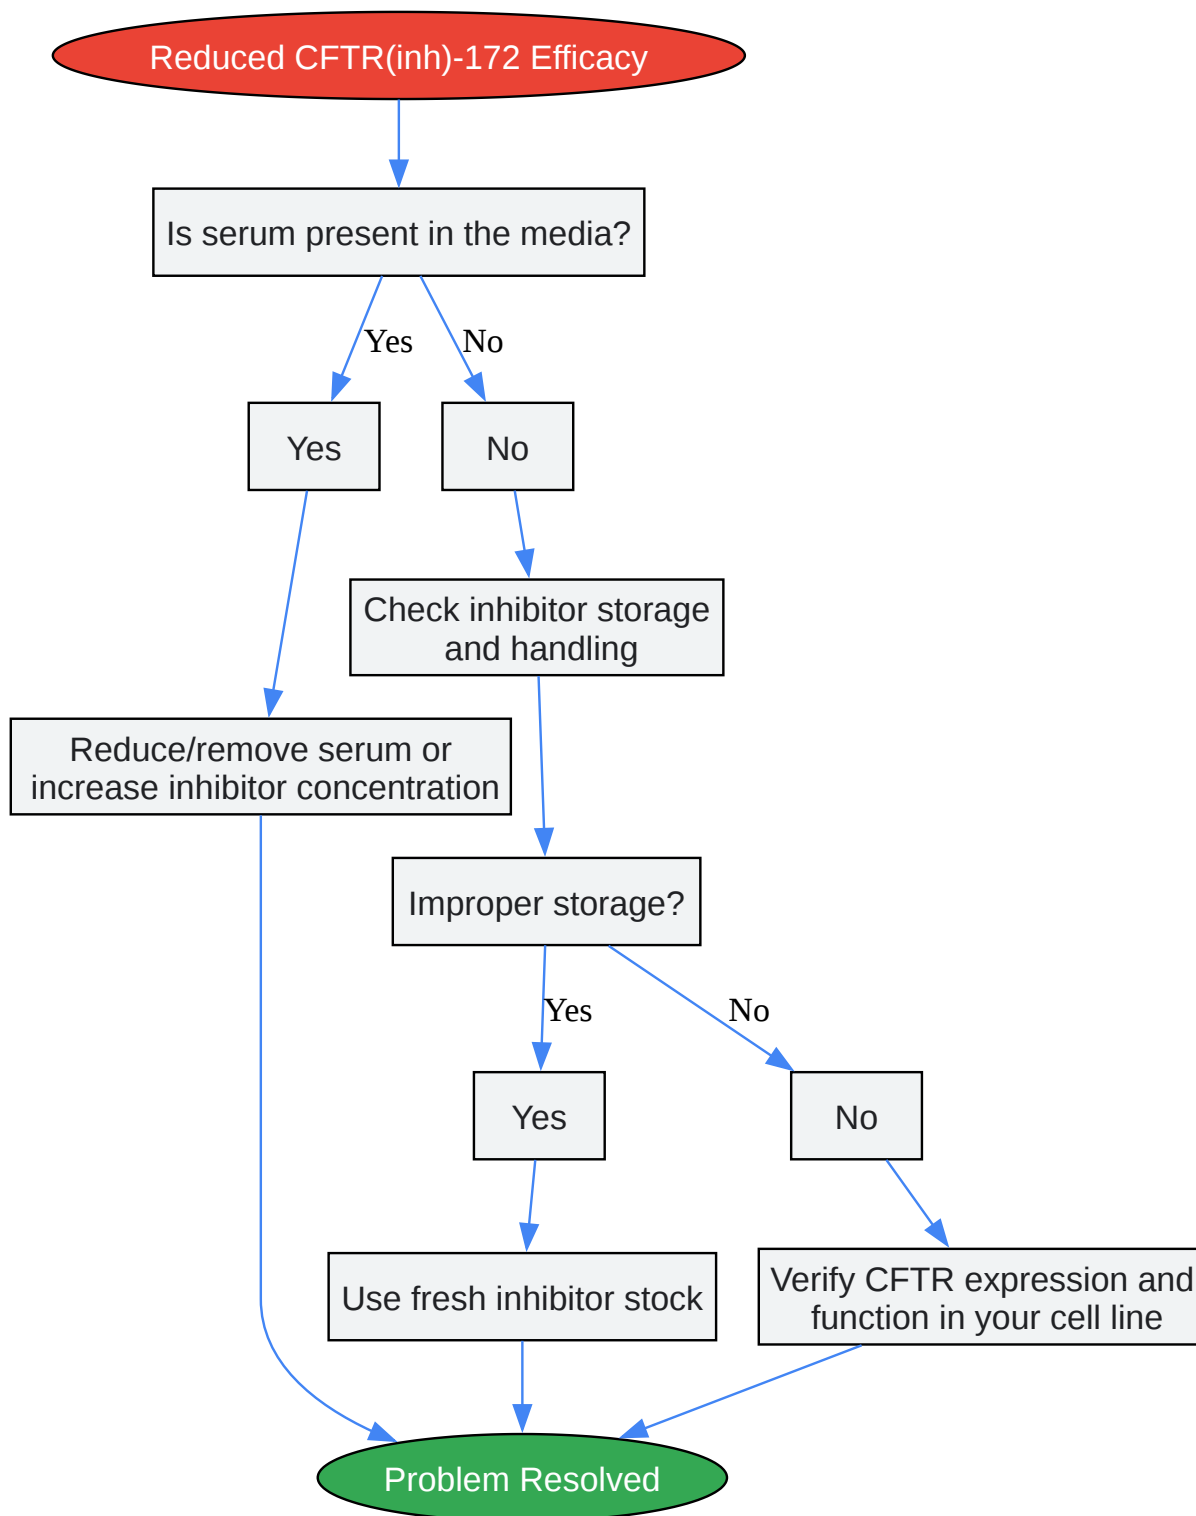 Reduced CFTR(inh)-172 Efficacy
Is serum present in the media?
Yes
No
Yes
No
Check inhibitor storage
and handling
Reduce/remove serum or
increase inhibitor concentration
Improper storage?
Yes
No
Yes
No
Use fresh inhibitor stock
Verify CFTR expression and
function in your cell line
Problem Resolved